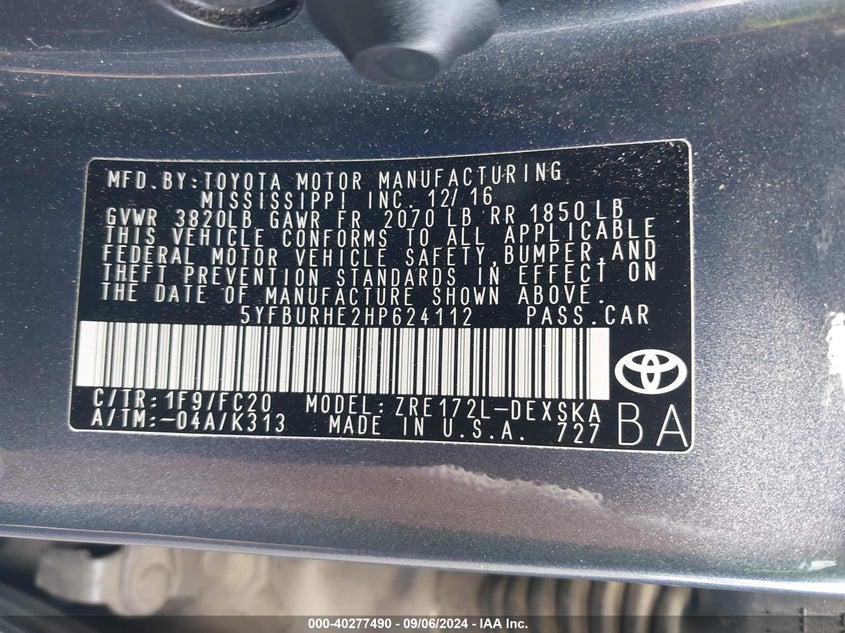 MFD.BY:TOYOTA MOTOR MANUFACTURING
MISSISSIPPI INC. 12/16
GVWR 3820LB GAWR FR 2070 LB RR 1850 LB
THIS VEHICLE CONFORMS TO ALL APPLICABLE
FEDERAL MOTOR VEHICLE SAFETY,BUMPER,AND
THEFT PREVENTION STANDARDS IN EFFECT ON
THE DATE OF MANUFACTURE SHOWN ABOVE.
5YFBURHE2HP624112 PASS.CAR
C/TR:1F9/FC20 MODEL:ZRE172L-DEXSKA
A/TM:-04A/K313 MADE IN U.S.A. 727
BA
000-40277490 - 09/06/2024 - IAA Inc.